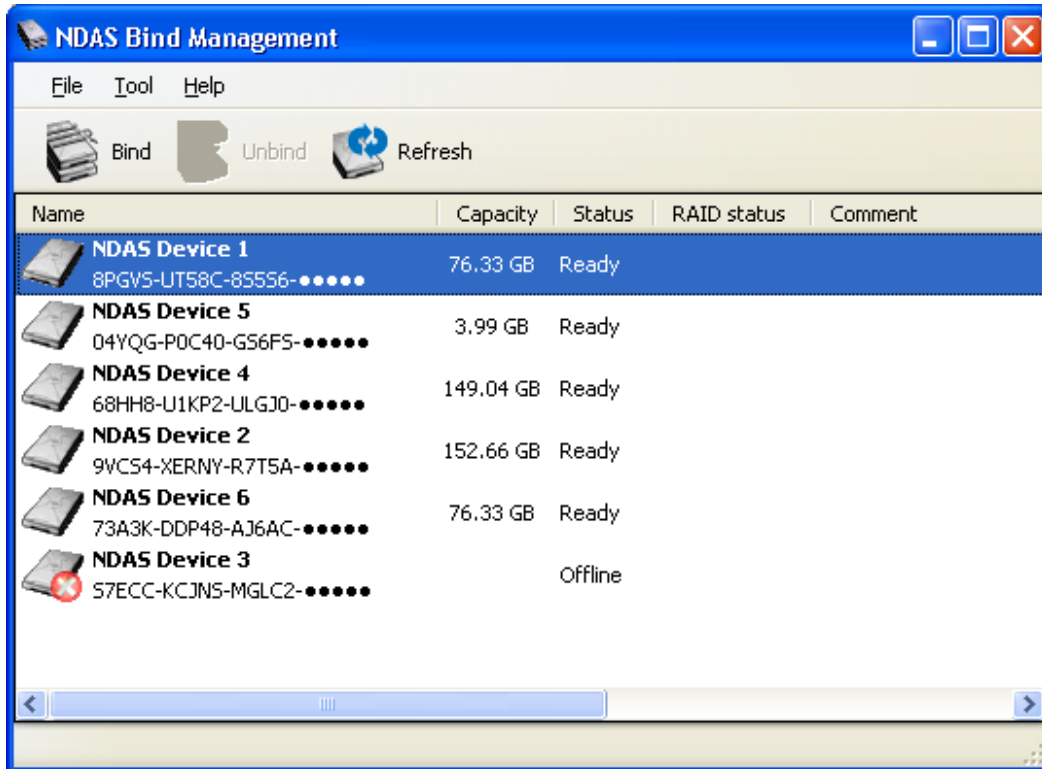 NDAS Bind Management
File Tool Help
Bind Unbind Refresh
Name Capacity Status RAID status Comment
NDAS Device 1
8PGVS-UT58C-8S5S6-●●●●● 76.33 GB Ready
NDAS Device 5
04YQG-P0C40-GS6FS-●●●●● 3.99 GB Ready
NDAS Device 4
68HH8-U1KP2-ULGJ0-●●●●● 149.04 GB Ready
NDAS Device 2
9VCS4-XERNY-R7T5A-●●●●● 152.66 GB Ready
NDAS Device 6
73A3K-DDP48-AJ6AC-●●●●● 76.33 GB Ready
NDAS Device 3
S7ECC-KCJNS-MGLC2-●●●●● Offline